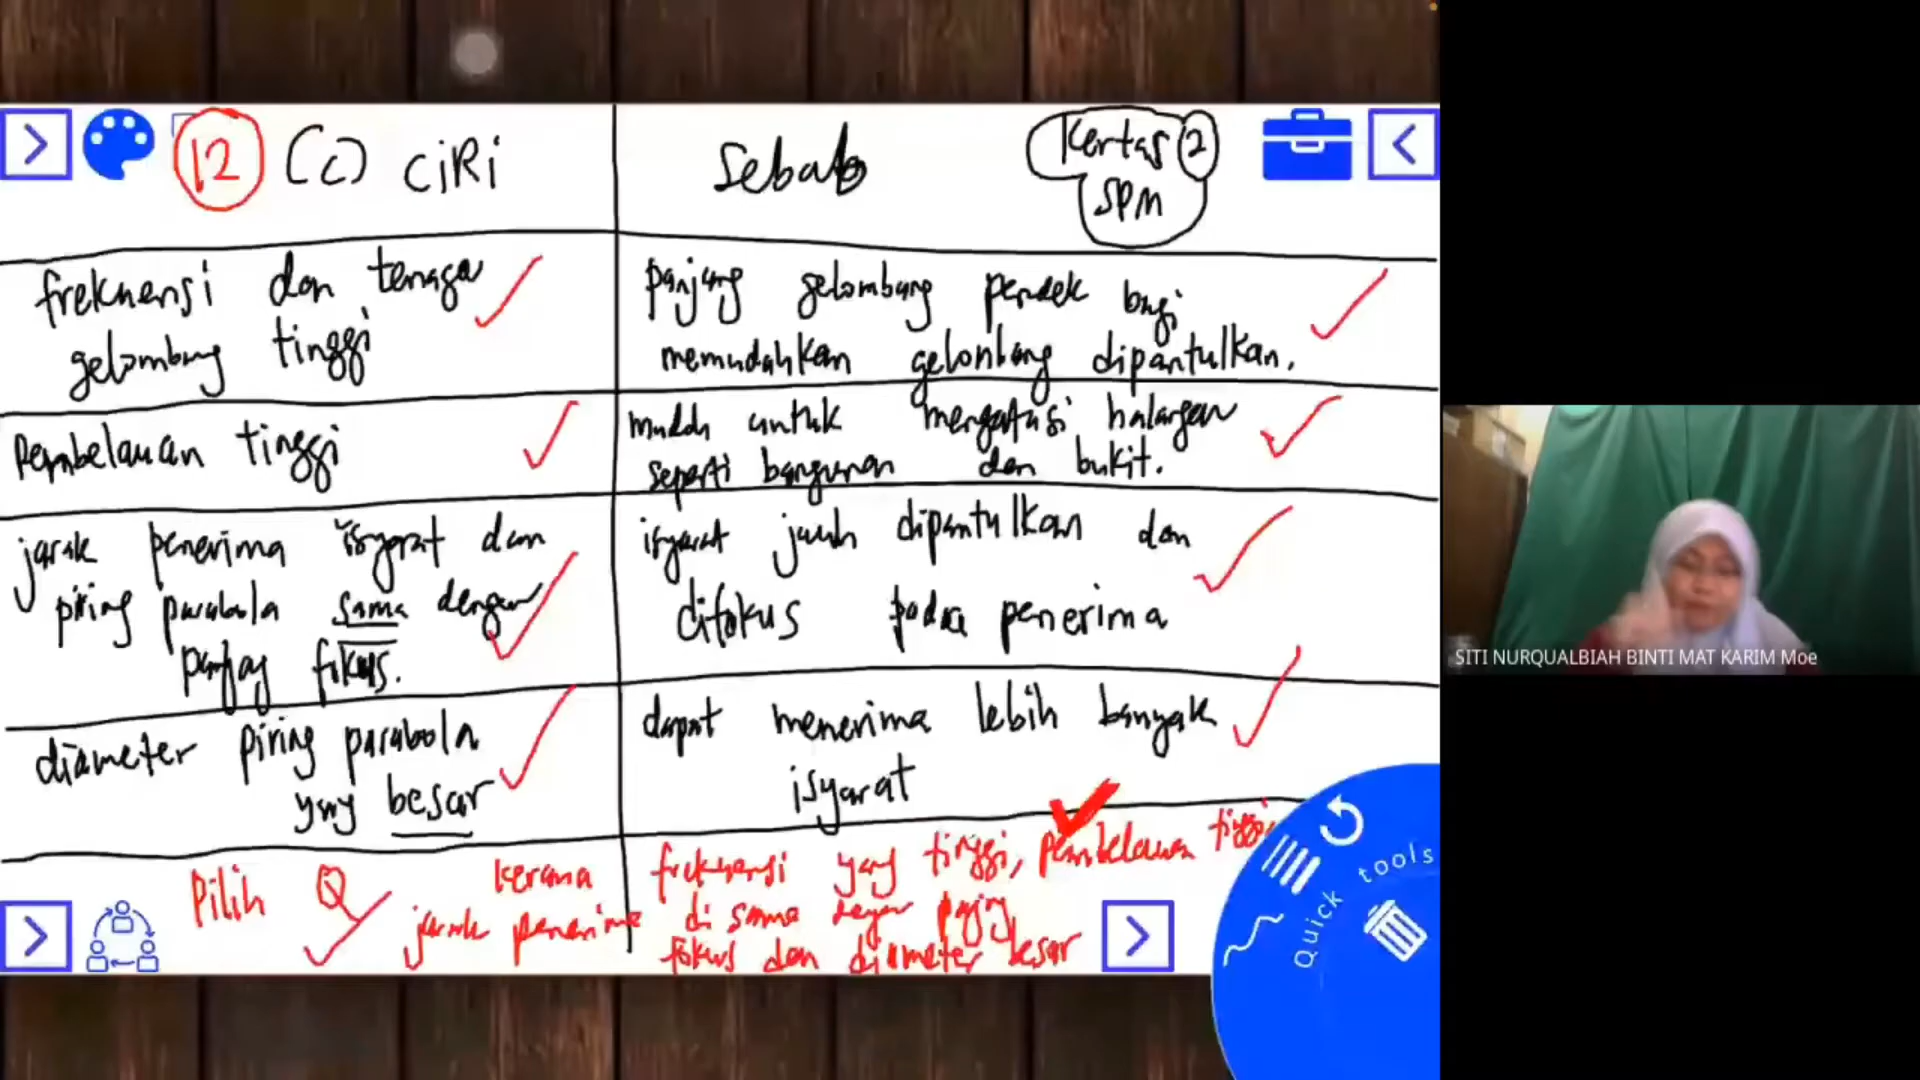 12 (c) CiRi
Sebab
Kertas 2
SPM
frekuensi dan tenaga
gelombang tinggi
panjang gelombang pendek bagi
memudahkan gelombang dipantulkan.
Pembelauan tinggi
mudah untuk mengatasi halangan
seperti bangunan dan bukit.
jarak penerima isyarat dan
piring parabola sama dengan
panjang fokus.
isyarat jauh dipantulkan dan
difokus pada penerima
diameter piring parabola
yang besar
dapat menerima lebih banyak
isyarat
Pilih Q kerana frekuensi yang tinggi, pembelauan tinggi
jarak penerima di sama dengan panjang
fokus dan diameter besar
Quick tools
SITI NURQUALBIAH BINTI MAT KARIM Moe